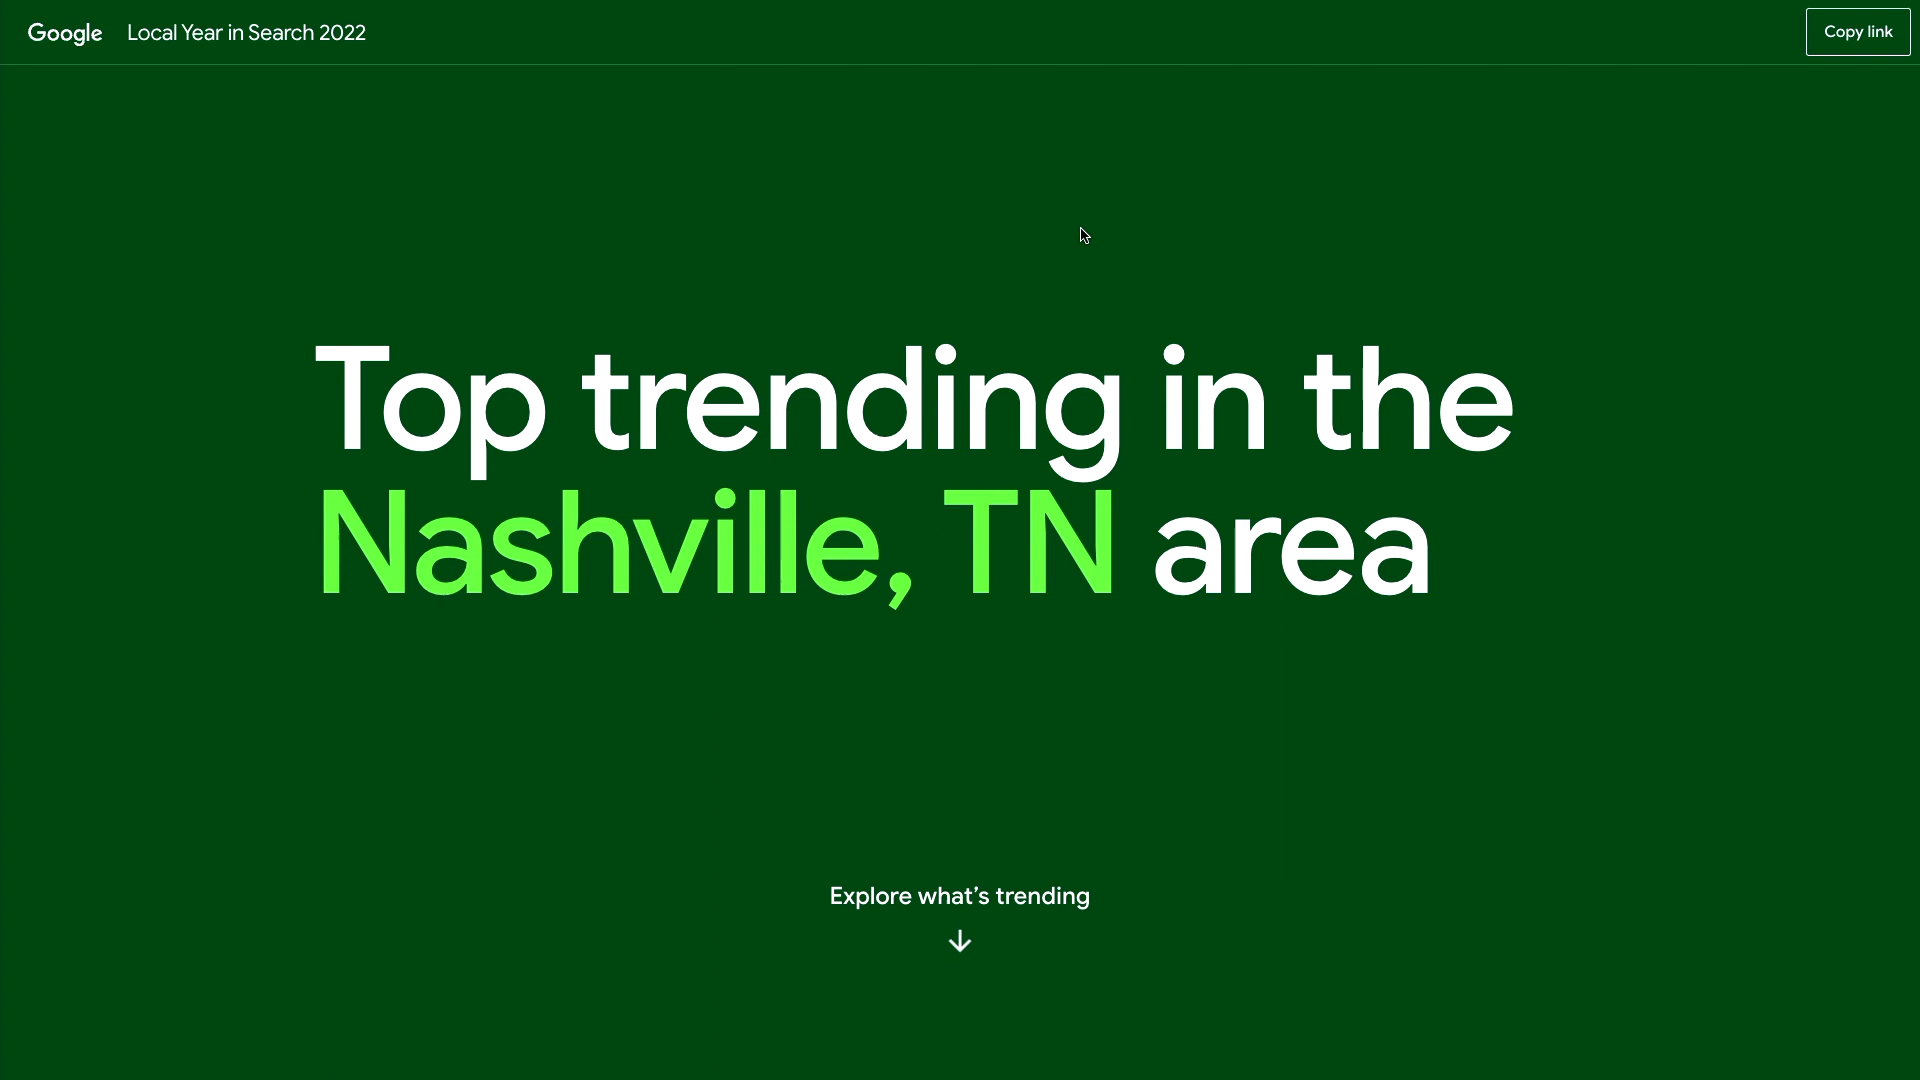 Google Local Year in Search 2022
Copy link
Top trending in the
Nashville, TN area
Explore what’s trending